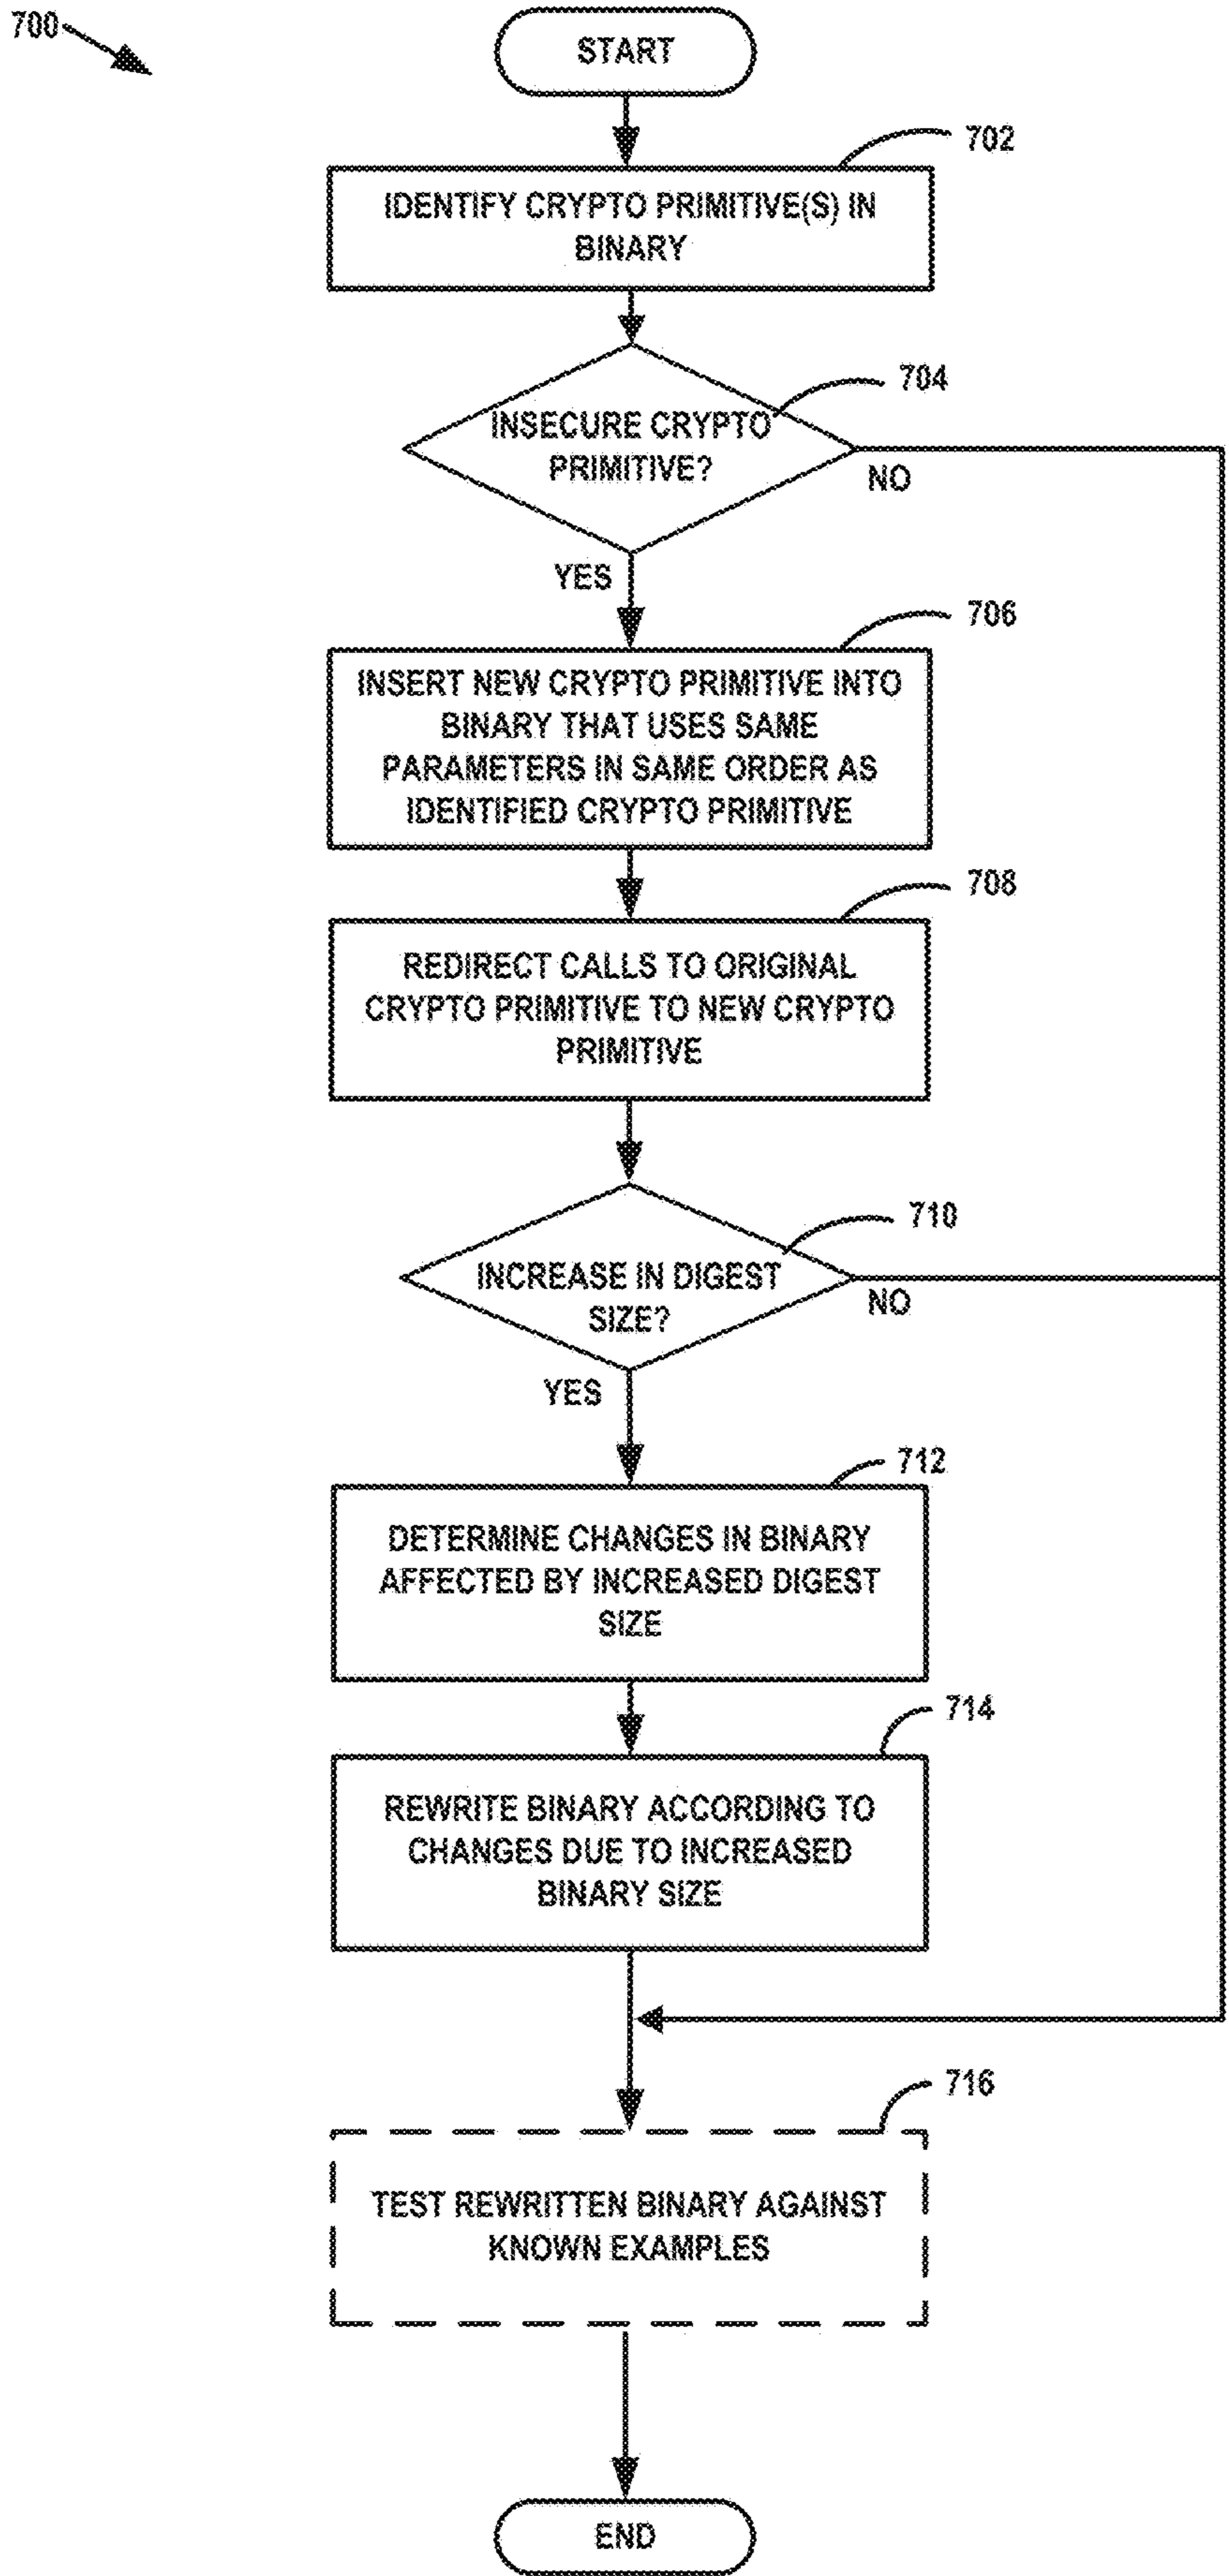 700
START
702
IDENTIFY CRYPTO PRIMITIVE(S) IN
BINARY
704
INSECURE CRYPTO
PRIMITIVE?
NO
YES
706
INSERT NEW CRYPTO PRIMITIVE INTO
BINARY THAT USES SAME
PARAMETERS IN SAME ORDER AS
IDENTIFIED CRYPTO PRIMITIVE
708
REDIRECT CALLS TO ORIGINAL
CRYPTO PRIMITIVE TO NEW CRYPTO
PRIMITIVE
710
INCREASE IN DIGEST
SIZE?
NO
YES
712
DETERMINE CHANGES IN BINARY
AFFECTED BY INCREASED DIGEST
SIZE
714
REWRITE BINARY ACCORDING TO
CHANGES DUE TO INCREASED
BINARY SIZE
716
TEST REWRITTEN BINARY AGAINST
KNOWN EXAMPLES
END